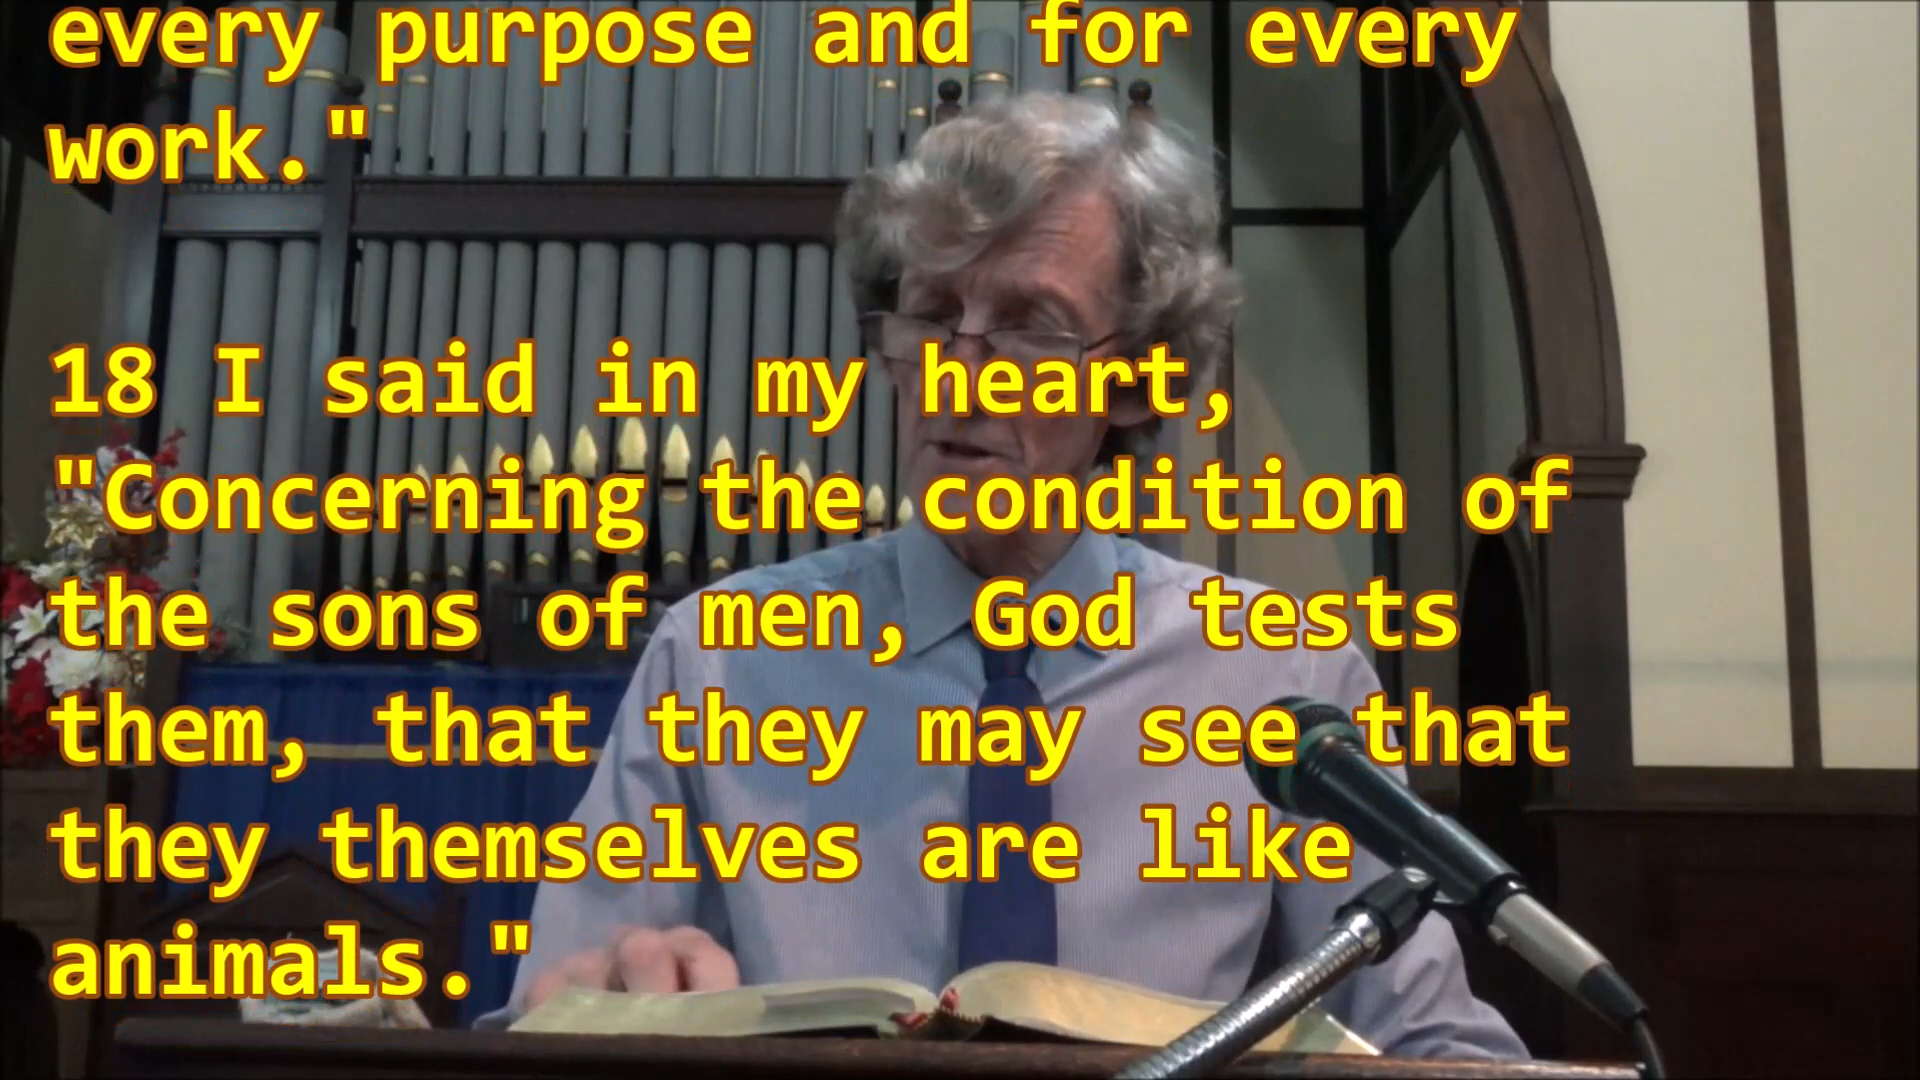 every purpose and for every
work."
18 I said in my heart,
"Concerning the condition of
the sons of men, God tests
them, that they may see that
they themselves are like
animals."